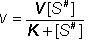 v = V[S#] / K + [S#]